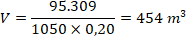 V = 95.309 / 1050 × 0,20 = 454 m³